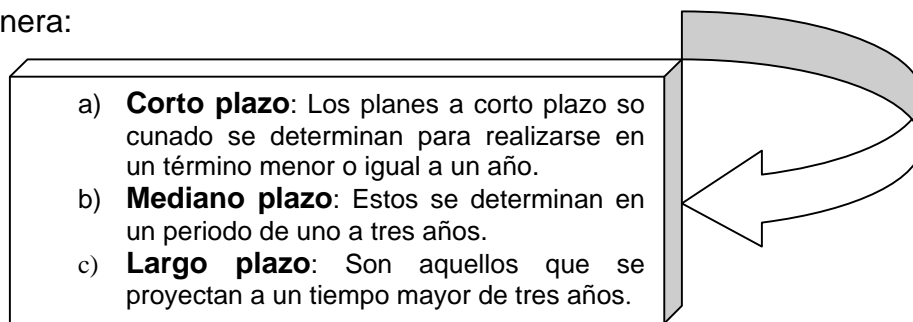 nera:
a) Corto plazo: Los planes a corto plazo so
cunado se determinan para realizarse en
un término menor o igual a un año.
b) Mediano plazo: Estos se determinan en
un periodo de uno a tres años.
c) Largo plazo: Son aquellos que se
proyectan a un tiempo mayor de tres años.